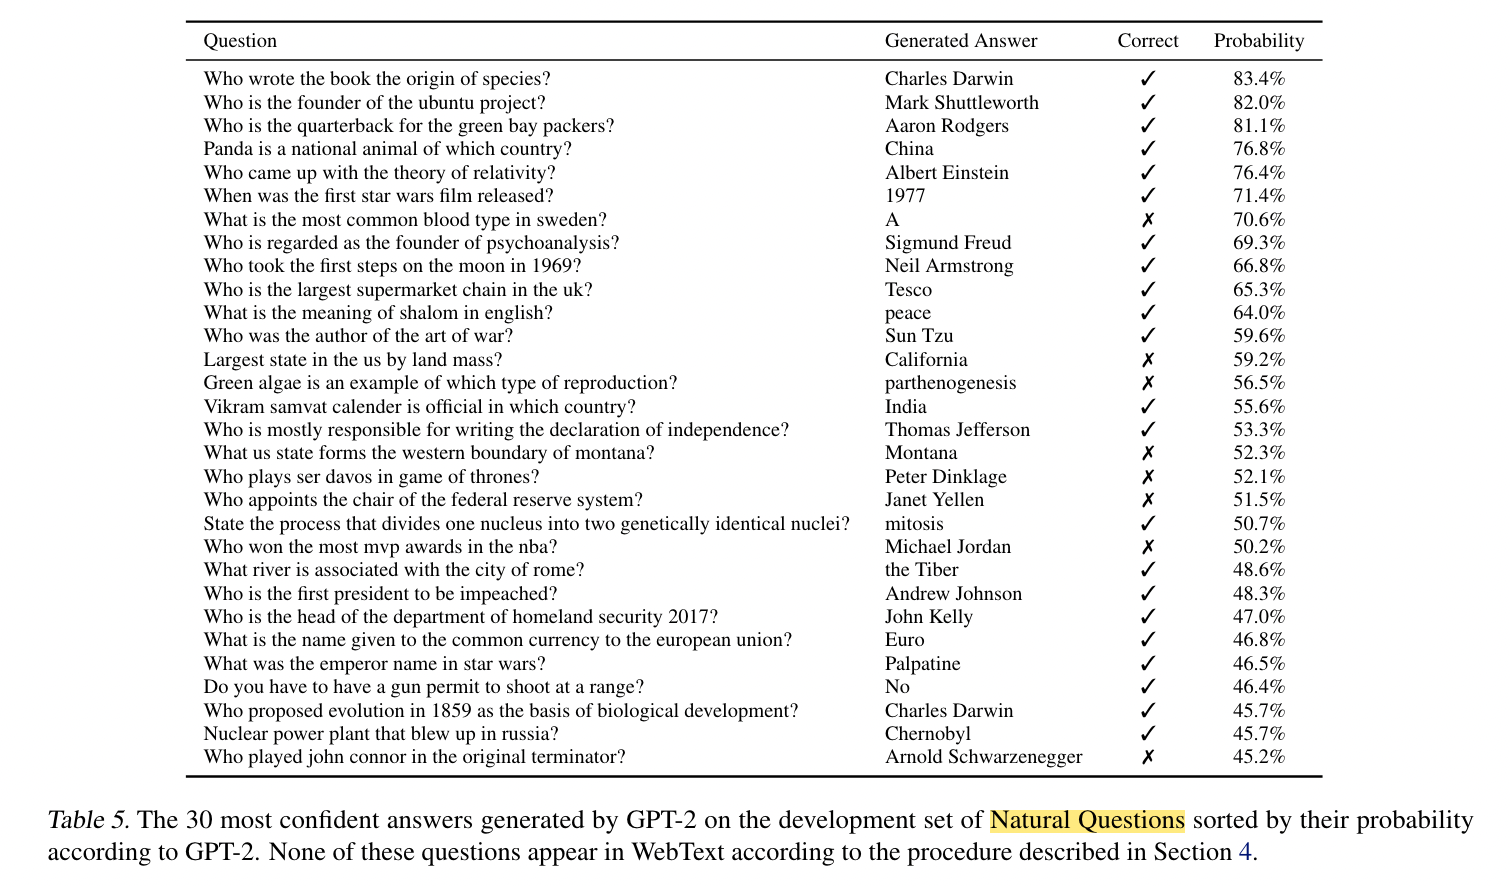 Question Generated Answer Correct Probability
Who wrote the book the origin of species? Charles Darwin ✓ 83.4%
Who is the founder of the ubuntu project? Mark Shuttleworth ✓ 82.0%
Who is the quarterback for the green bay packers? Aaron Rodgers ✓ 81.1%
Panda is a national animal of which country? China ✓ 76.8%
Who came up with the theory of relativity? Albert Einstein ✓ 76.4%
When was the first star wars film released? 1977 ✓ 71.4%
What is the most common blood type in sweden? A ✗ 70.6%
Who is regarded as the founder of psychoanalysis? Sigmund Freud ✓ 69.3%
Who took the first steps on the moon in 1969? Neil Armstrong ✓ 66.8%
Who is the largest supermarket chain in the uk? Tesco ✓ 65.3%
What is the meaning of shalom in english? peace ✓ 64.0%
Who was the author of the art of war? Sun Tzu ✓ 59.6%
Largest state in the us by land mass? California ✗ 59.2%
Green algae is an example of which type of reproduction? parthenogenesis ✗ 56.5%
Vikram samvat calender is official in which country? India ✓ 55.6%
Who is mostly responsible for writing the declaration of independence? Thomas Jefferson ✓ 53.3%
What us state forms the western boundary of montana? Montana ✗ 52.3%
Who plays ser davos in game of thrones? Peter Dinklage ✗ 52.1%
Who appoints the chair of the federal reserve system? Janet Yellen ✗ 51.5%
State the process that divides one nucleus into two genetically identical nuclei? mitosis ✓ 50.7%
Who won the most mvp awards in the nba? Michael Jordan ✗ 50.2%
What river is associated with the city of rome? the Tiber ✓ 48.6%
Who is the first president to be impeached? Andrew Johnson ✓ 48.3%
Who is the head of the department of homeland security 2017? John Kelly ✓ 47.0%
What is the name given to the common currency to the european union? Euro ✓ 46.8%
What was the emperor name in star wars? Palpatine ✓ 46.5%
Do you have to have a gun permit to shoot at a range? No ✓ 46.4%
Who proposed evolution in 1859 as the basis of biological development? Charles Darwin ✓ 45.7%
Nuclear power plant that blew up in russia? Chernobyl ✓ 45.7%
Who played john connor in the original terminator? Arnold Schwarzenegger ✗ 45.2%
Table 5. The 30 most confident answers generated by GPT-2 on the development set of Natural Questions sorted by their probability
according to GPT-2. None of these questions appear in WebText according to the procedure described in Section 4.